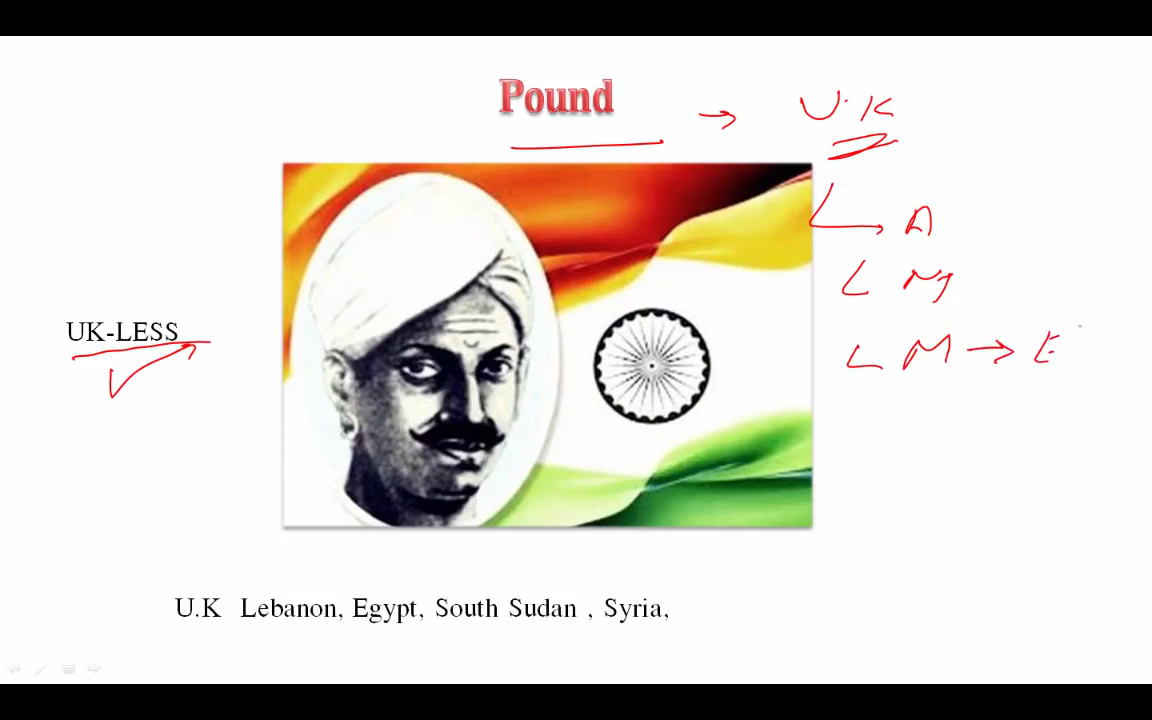 Pound → U.K
A
L
L M → E
UK-LESS
U.K Lebanon, Egypt, South Sudan , Syria,